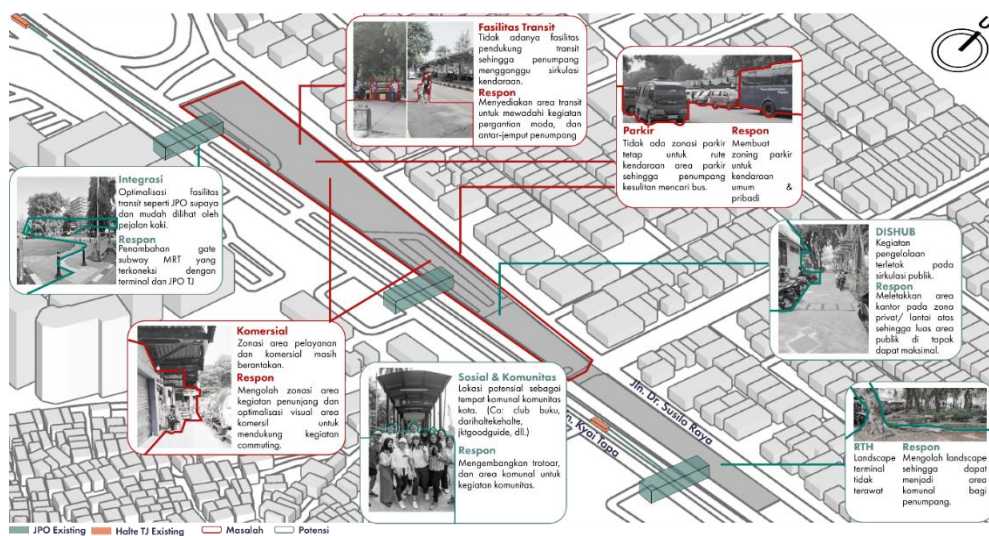 Fasilitas Transit
Tidak adanya fasilitas
pendukung transit
sehingga penumpang
mengganggu sirkulasi
kendaraan.
Respon
Menyediakan area transit
untuk mewadahi kegiatan
pergantian moda, dan
antar-jemput penumpang
Parkir
Tidak ada zonasi parkir
tetap untuk rute
kendaraan area parkir
sehingga penumpang
kesulitan mencari bus.
Respon
Membuat
zoning parkir
untuk
kendaraan
umum &
pribadi
Integrasi
Optimalisasi fasilitas
transit seperti JPO supaya
dan mudah dilihat oleh
pejalan kaki.
Respon
Penambahan gate
subway MRT yang
terkoneksi dengan
terminal dan JPO TJ
DISHUB
Kegiatan
pengelolaan
terletak pada
sirkulasi publik.
Respon
Meletakkan area
kantor pada zona
privat/ lantai atas
sehingga luas area
publik di tapak
dapat maksimal.
Komersial
Zonasi area pelayanan
dan komersial masih
berantakan.
Respon
Mengolah zonasi area
kegiatan penunjang dan
optimalisasi visual area
komersil untuk
mendukung kegiatan
commuting.
Sosial & Komunitas
Lokasi potensial sebagai
tempat komunal komunitas
kota. (Co: club buku,
dariholtekehalte,
jktgoodguide, dll.)
Respon
Mengembangkan trotoar,
dan area komunal untuk
kegiatan komunitas.
Jln. Dr. Susilo Raya
Jln. Kyai Tapa
RTH
Landscape
terminal
tidak
terawat
Respon
Mengolah landscape
sehingga dapat
menjadi area
komunal bagi
penumpang.
JPO Existing
Halte TJ Existing
Masalah
Potensi